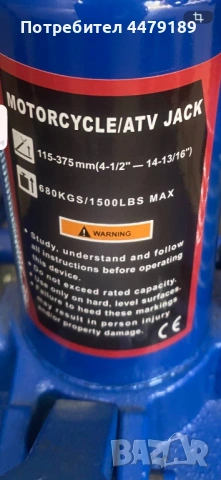 Потребител 4479189
MOTORCYCLE/ATV JACK
115-375mm(4-1/2" — 14-13/16")
680KGS/1500LBS MAX
WARNING
• Study, understand and follow
all instructions before operating
this device.
• Do not exceed rated capacity.
• Use only on hard, level surfaces.
• Failure to heed these markings
may result in person injury
and/or property damage.
CE
BAZAR
bg